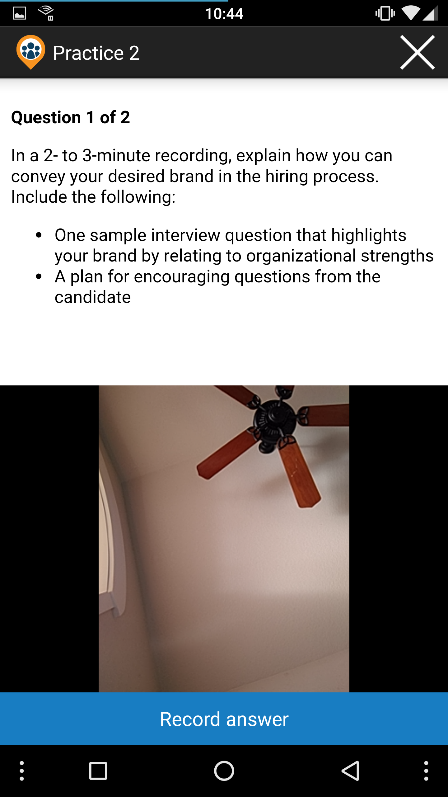 10:44
Practice 2
Question 1 of 2
In a 2- to 3-minute recording, explain how you can
convey your desired brand in the hiring process.
Include the following:
• One sample interview question that highlights
your brand by relating to organizational strengths
• A plan for encouraging questions from the
candidate
Record answer